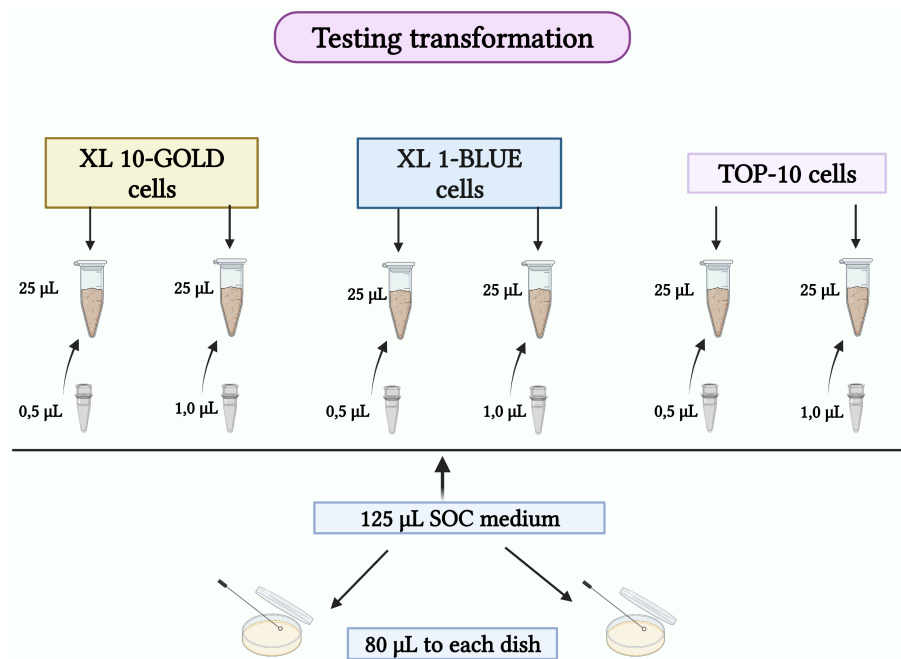 Testing transformation
XL 10-GOLD
cells
XL 1-BLUE
cells
TOP-10 cells
25 µL
25 µL
25 µL
25 µL
25 µL
25 µL
0,5 µL
1,0 µL
0,5 µL
1,0 µL
0,5 µL
1,0 µL
125 µL SOC medium
80 µL to each dish